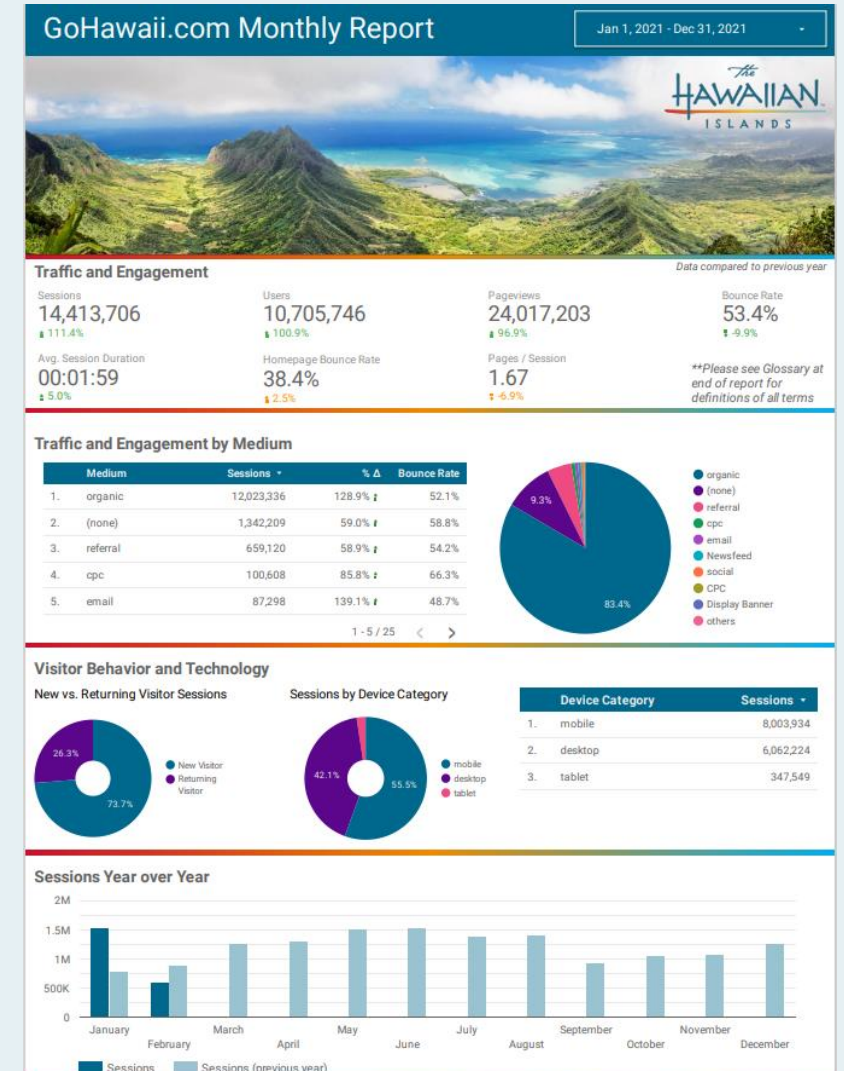 GoHawaii.com Monthly Report
Jan 1, 2021 - Dec 31, 2021
The
HAWAIIAN
ISLANDS
Traffic and Engagement
Data compared to previous year
Sessions Users Pageviews Bounce Rate
14,413,706 10,705,746 24,017,203 53.4%
111.4% 100.9% 96.9% -9.9%
Avg. Session Duration Homepage Bounce Rate Pages / Session
00:01:59 38.4% 1.67
5.0% 2.5% -6.9%
**Please see Glossary at
end of report for
definitions of all terms
Traffic and Engagement by Medium
Medium Sessions % Δ Bounce Rate
1. organic 12,023,336 128.9% 52.1%
2. (none) 1,342,209 59.0% 58.8%
3. referral 659,120 58.9% 54.2%
4. cpc 100,608 85.8% 66.3%
5. email 87,298 139.1% 48.7%
1 - 5 / 25
9.3%
83.4%
organic
(none)
referral
cpc
email
Newsfeed
social
CPC
Display Banner
others
Visitor Behavior and Technology
New vs. Returning Visitor Sessions
26.3%
73.7%
New Visitor
Returning
Visitor
Sessions by Device Category
42.1%
55.5%
mobile
desktop
tablet
Device Category Sessions
1. mobile 8,003,934
2. desktop 6,062,224
3. tablet 347,549
Sessions Year over Year
2M
1.5M
1M
500K
0
January March May July September November
February April June August October December
Sessions Sessions (previous year)